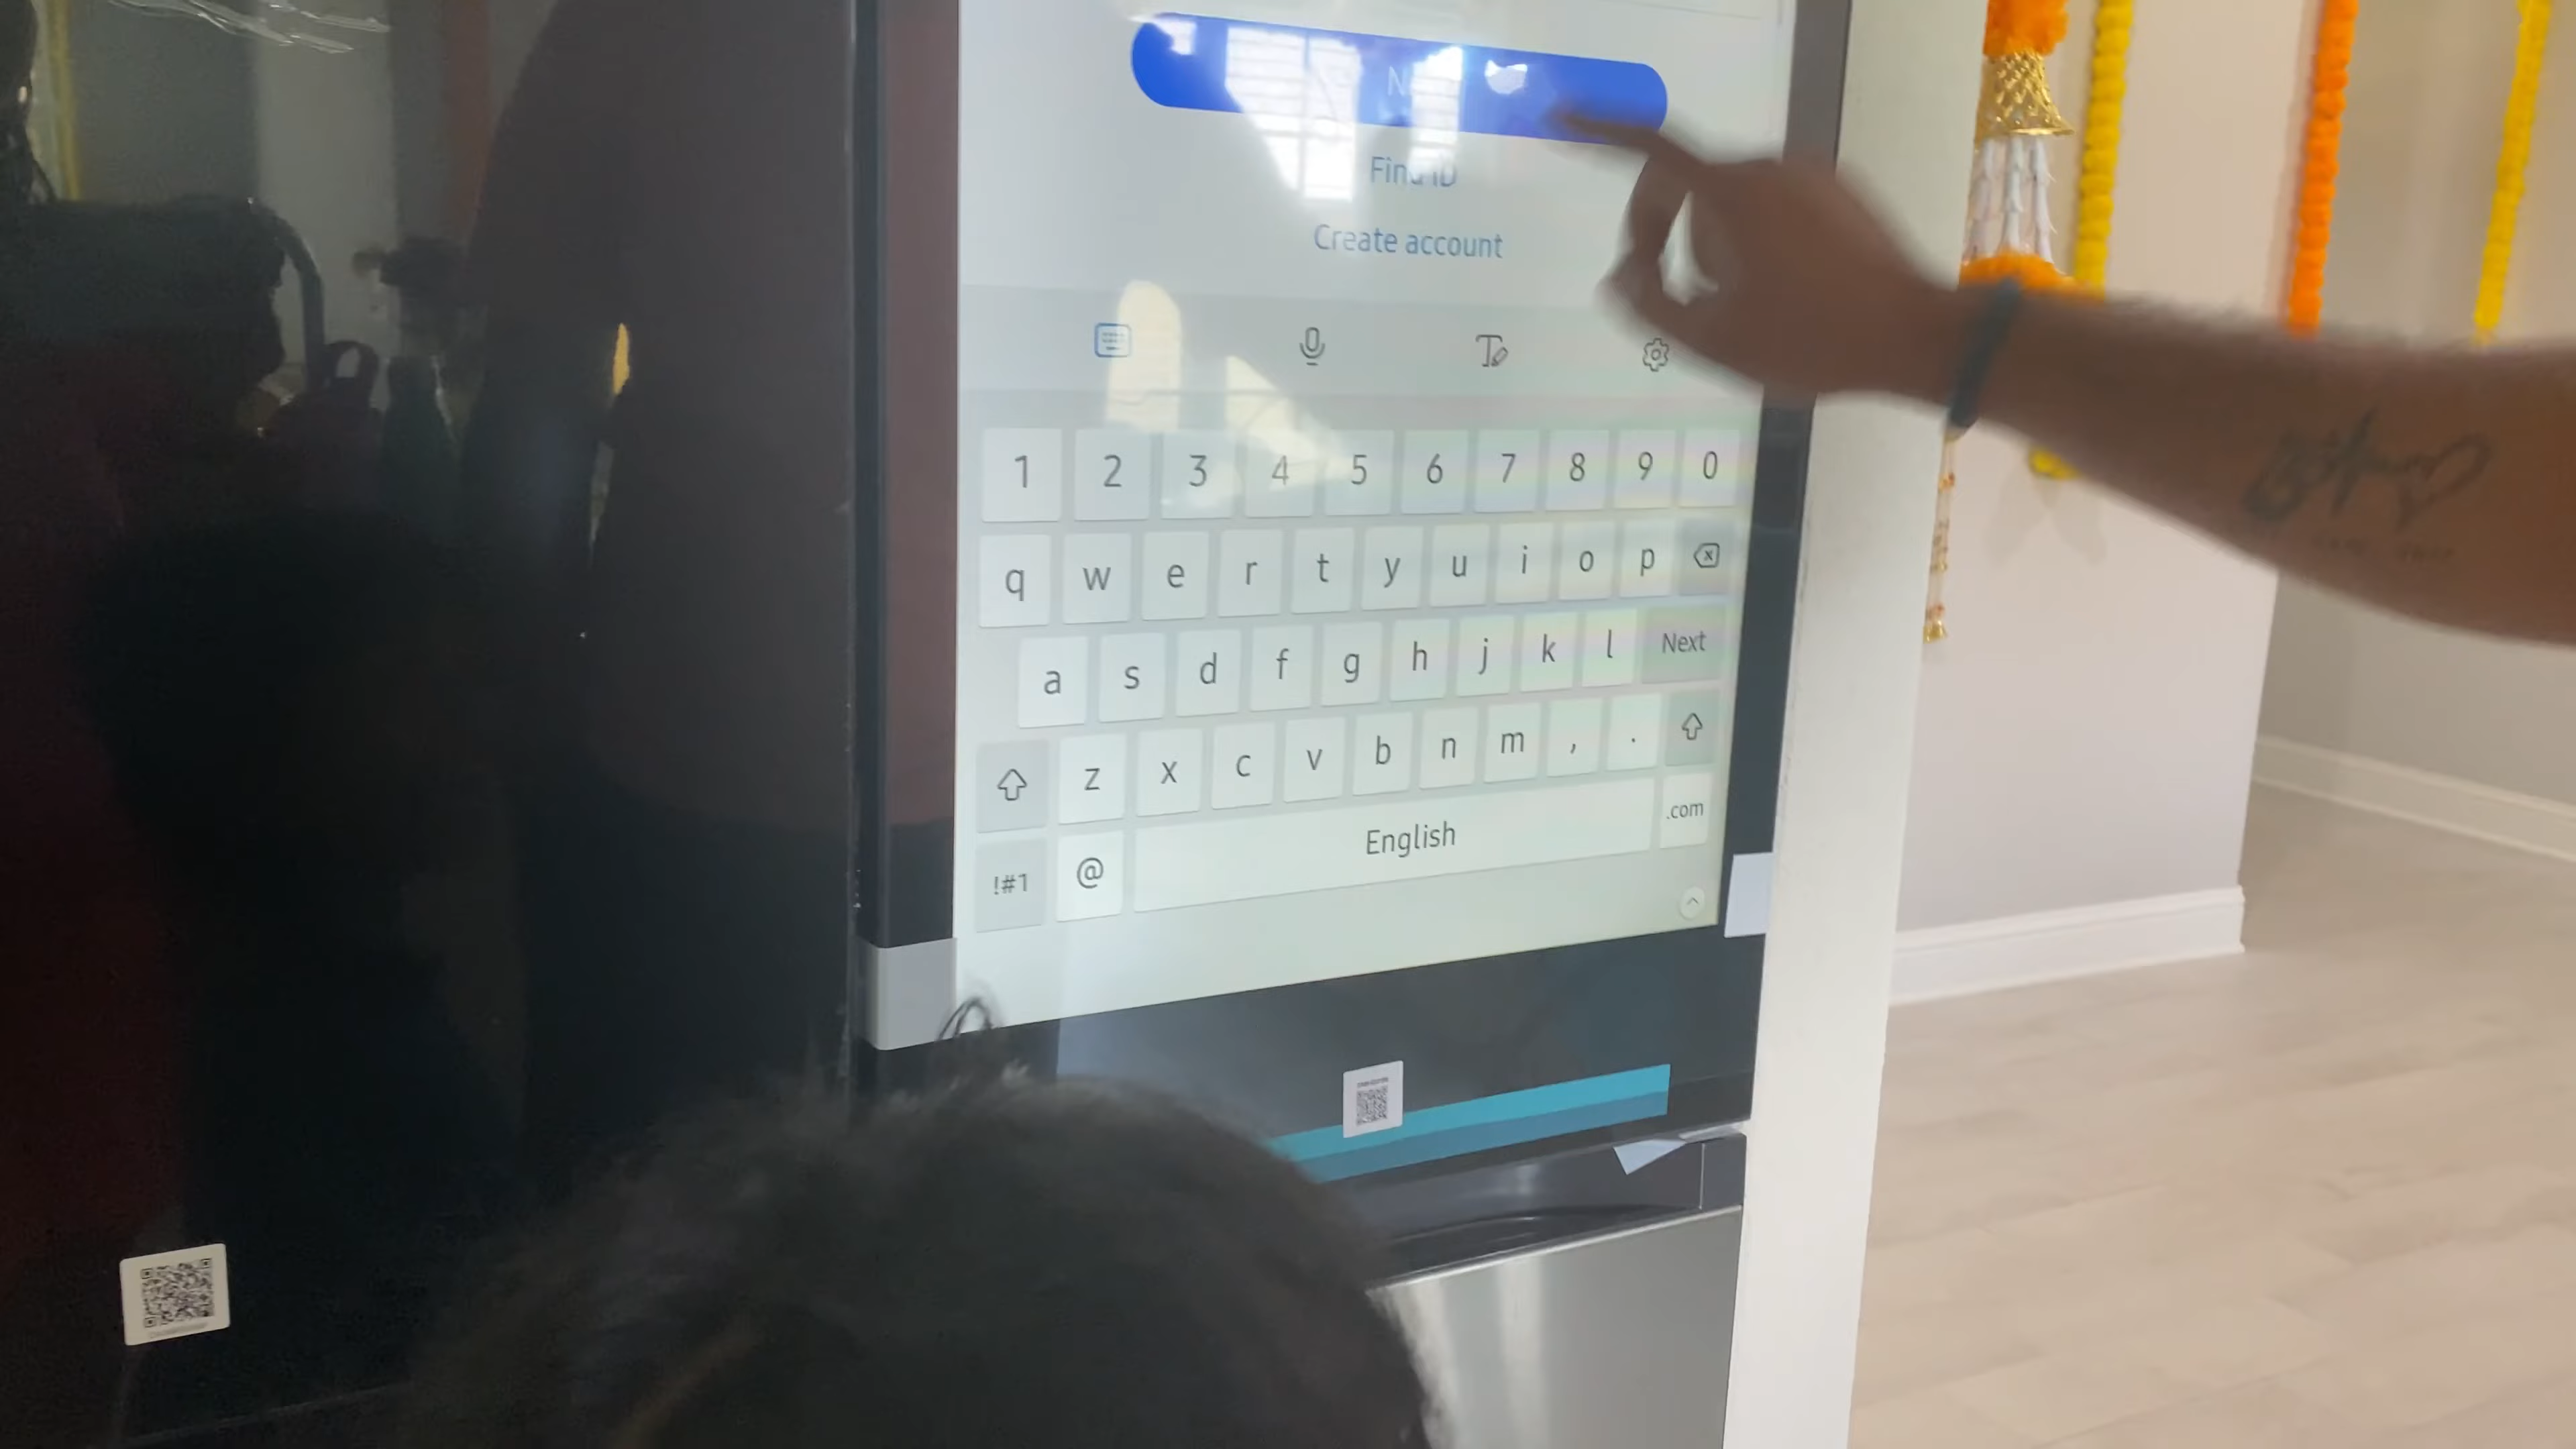 Find ID
Create account
1 2 3 4 5 6 7 8 9 0
q w e r t y u i o p
a s d f g h j k l Next
z x c v b n m , .
!#1 @ English .com